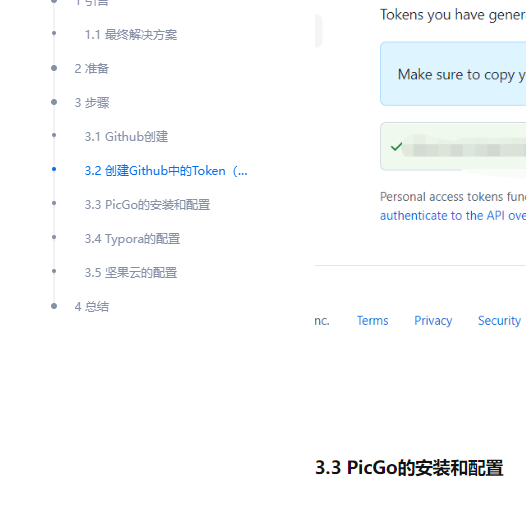 1 引言
1.1 最终解决方案
2 准备
3 步骤
3.1 Github创建
3.2 创建Github中的Token（...
3.3 PicGo的安装和配置
3.4 Typora的配置
3.5 坚果云的配置
4 总结
Tokens you have gener
Make sure to copy y
Personal access tokens fun
authenticate to the API ove
nc. Terms Privacy Security
3.3 PicGo的安装和配置